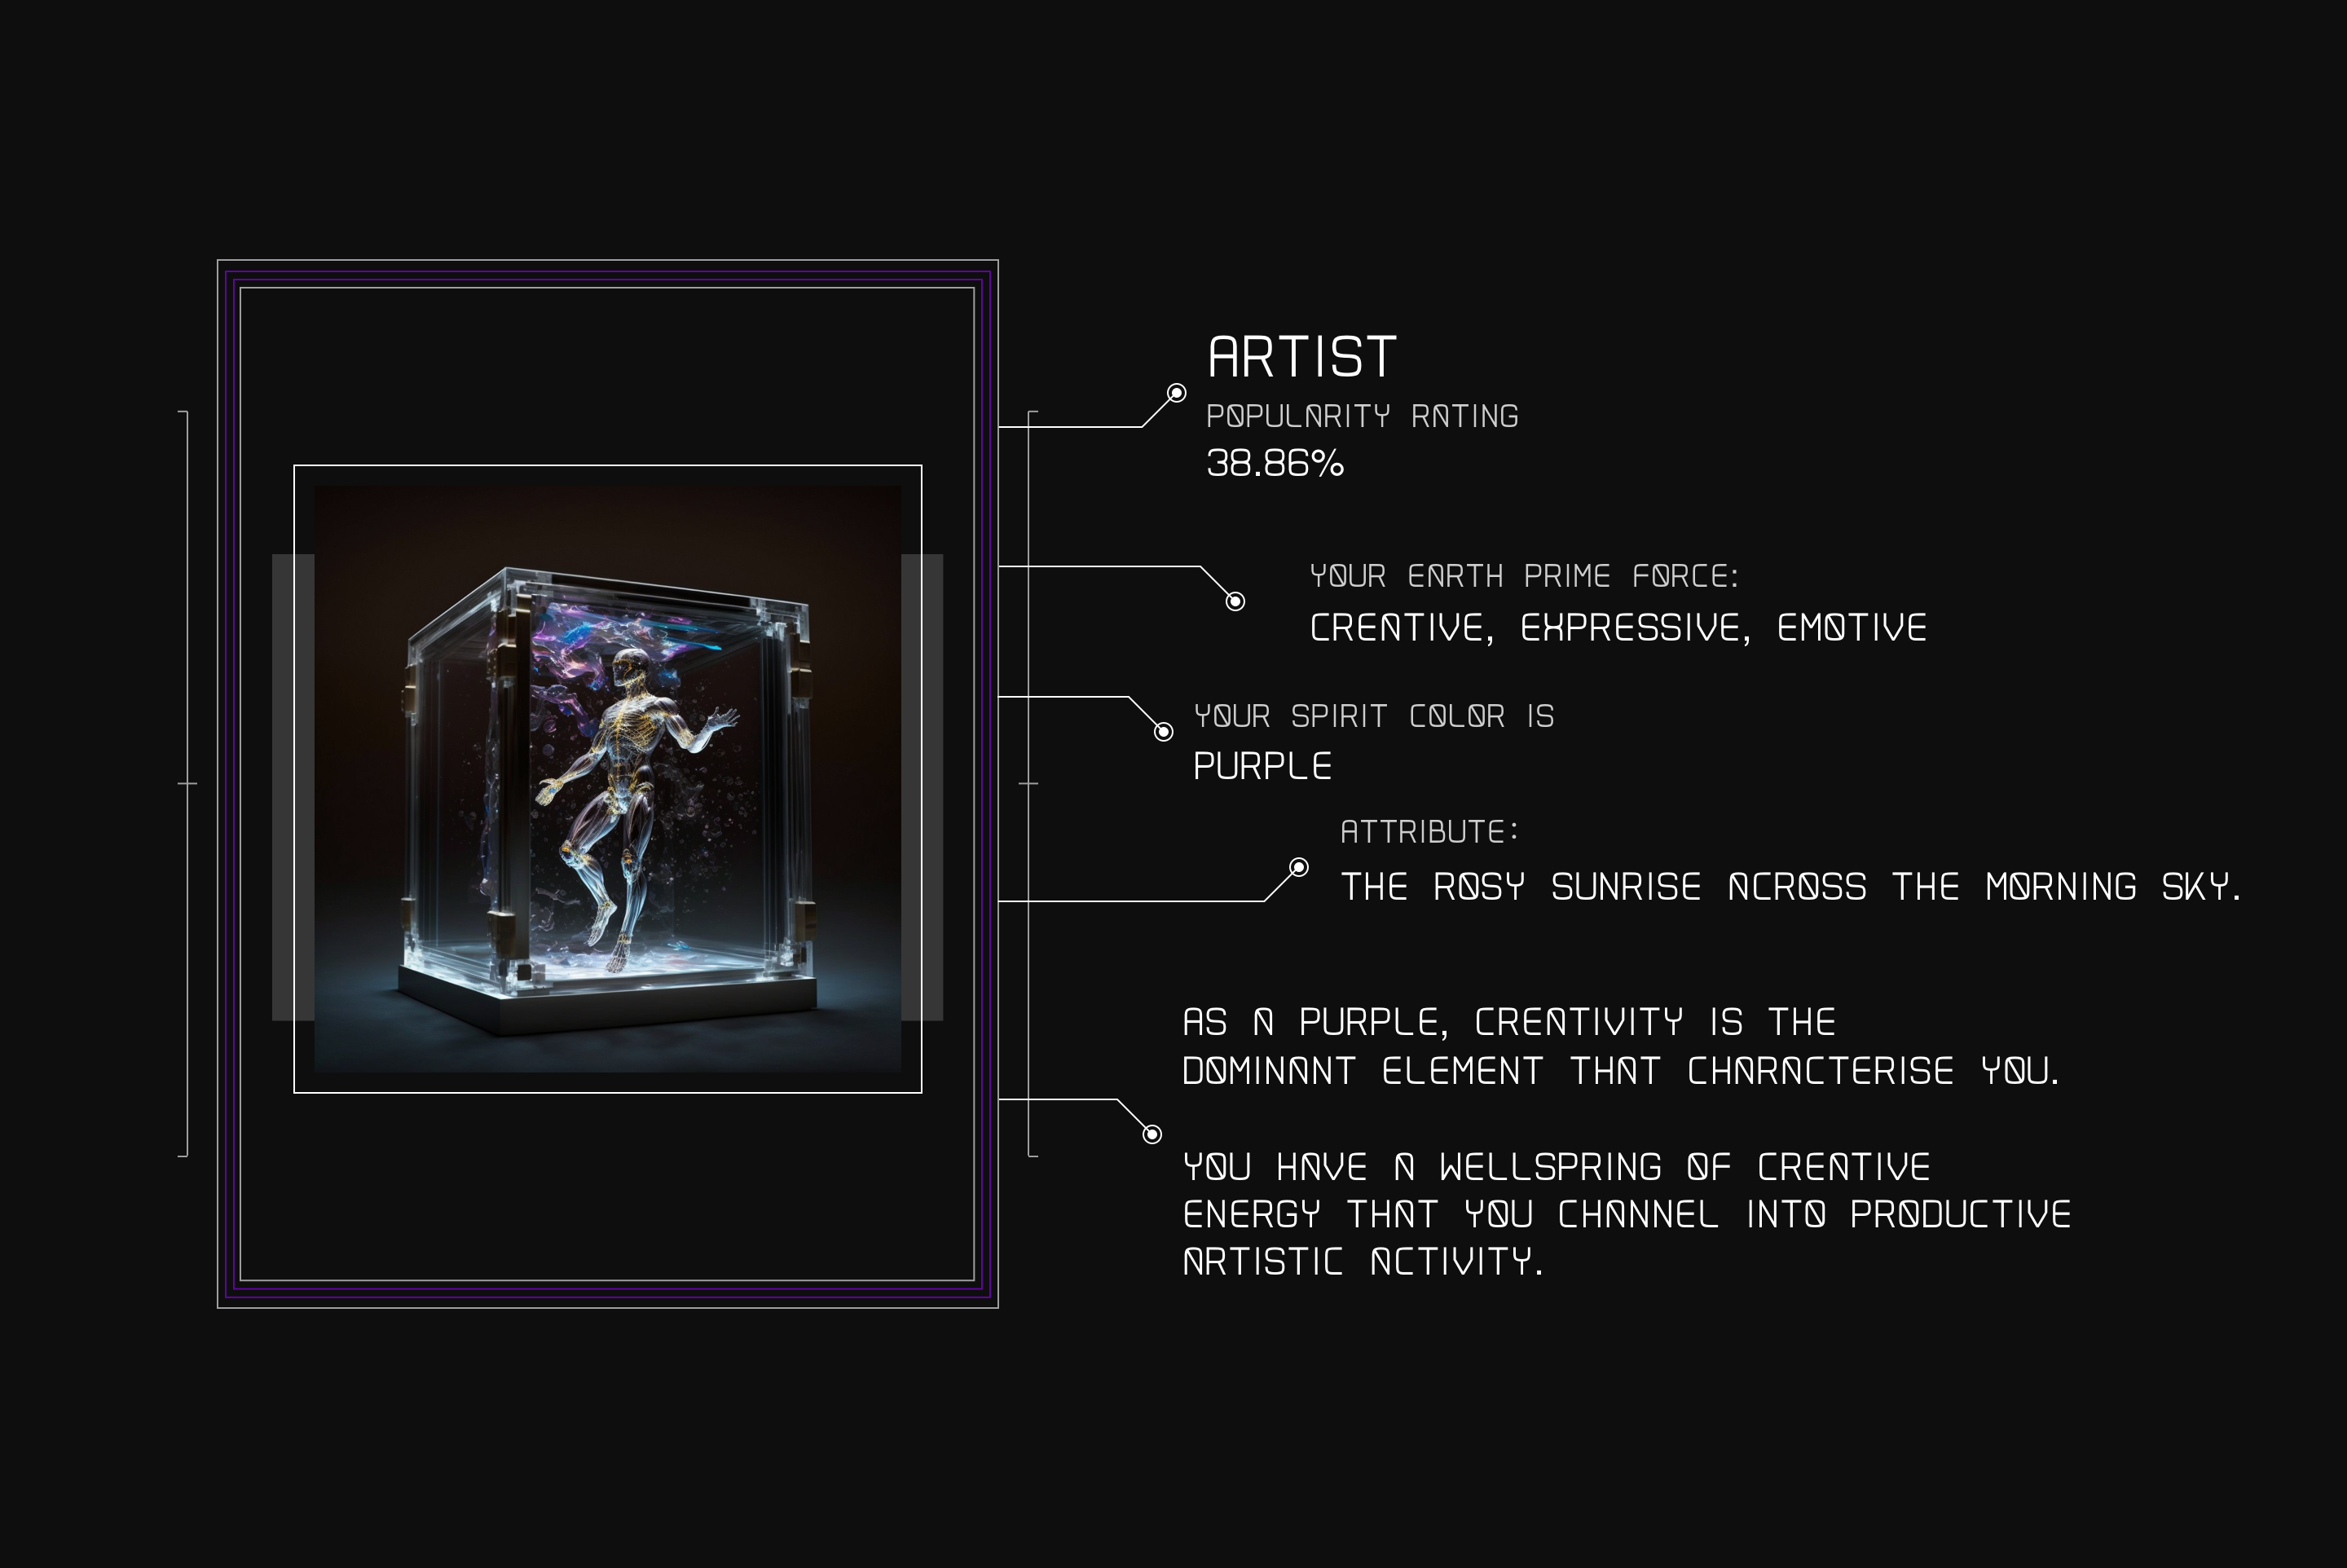 ARTIST
POPULARITY RATING
38.86%
YOUR EARTH PRIME FORCE:
CREATIVE, EXPRESSIVE, EMOTIVE
YOUR SPIRIT COLOR IS
PURPLE
ATTRIBUTE:
THE ROSY SUNRISE ACROSS THE MORNING SKY.
AS A PURPLE, CREATIVITY IS THE
DOMINANT ELEMENT THAT CHARACTERISE YOU.
YOU HAVE A WELLSPRING OF CREATIVE
ENERGY THAT YOU CHANNEL INTO PRODUCTIVE
ARTISTIC ACTIVITY.